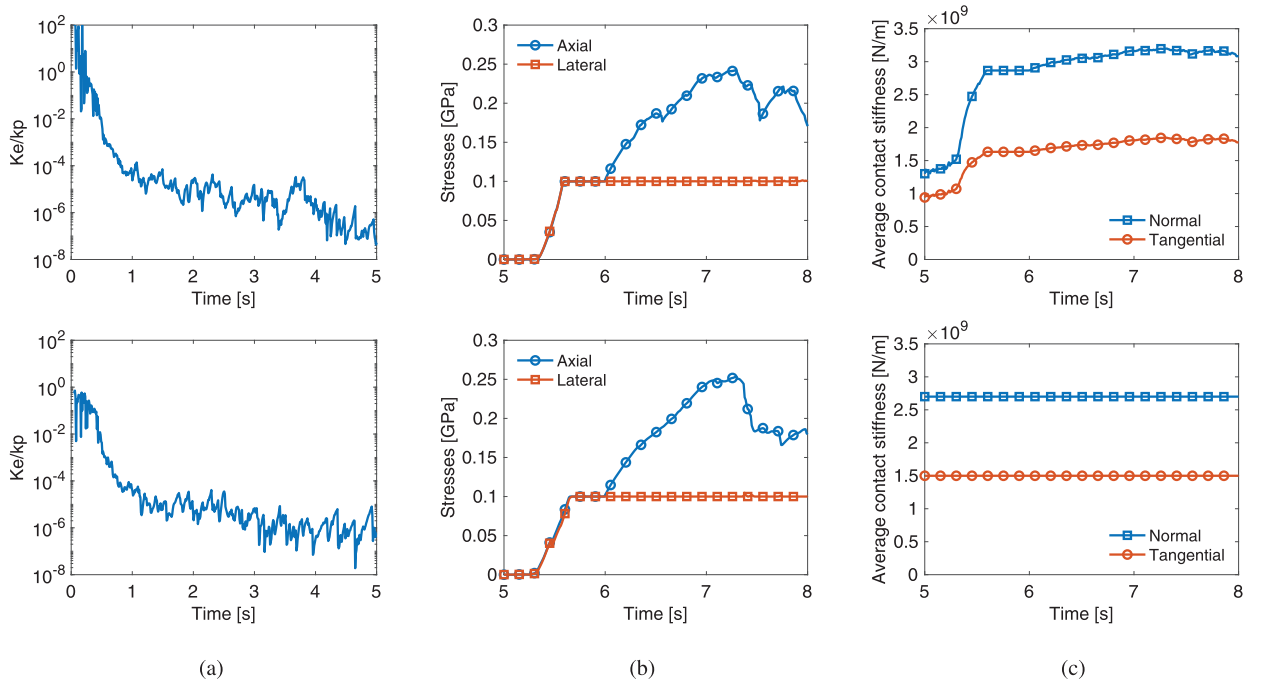 10^2
10^0
10^-2
10^-4
10^-6
10^-8
Ke/kp
0 1 2 3 4 5
Time [s]
0.3
0.25
0.2
0.15
0.1
0.05
0
Stresses [GPa]
Axial
Lateral
5 6 7 8
Time [s]
×10^9
3.5
3
2.5
2
1.5
1
0.5
0
Average contact stiffness [N/m]
Normal
Tangential
5 6 7 8
Time [s]
10^2
10^0
10^-2
10^-4
10^-6
10^-8
Ke/kp
0 1 2 3 4 5
Time [s]
0.3
0.25
0.2
0.15
0.1
0.05
0
Stresses [GPa]
Axial
Lateral
5 6 7 8
Time [s]
×10^9
3.5
3
2.5
2
1.5
1
0.5
0
Average contact stiffness [N/m]
Normal
Tangential
5 6 7 8
Time [s]
(a) (b) (c)